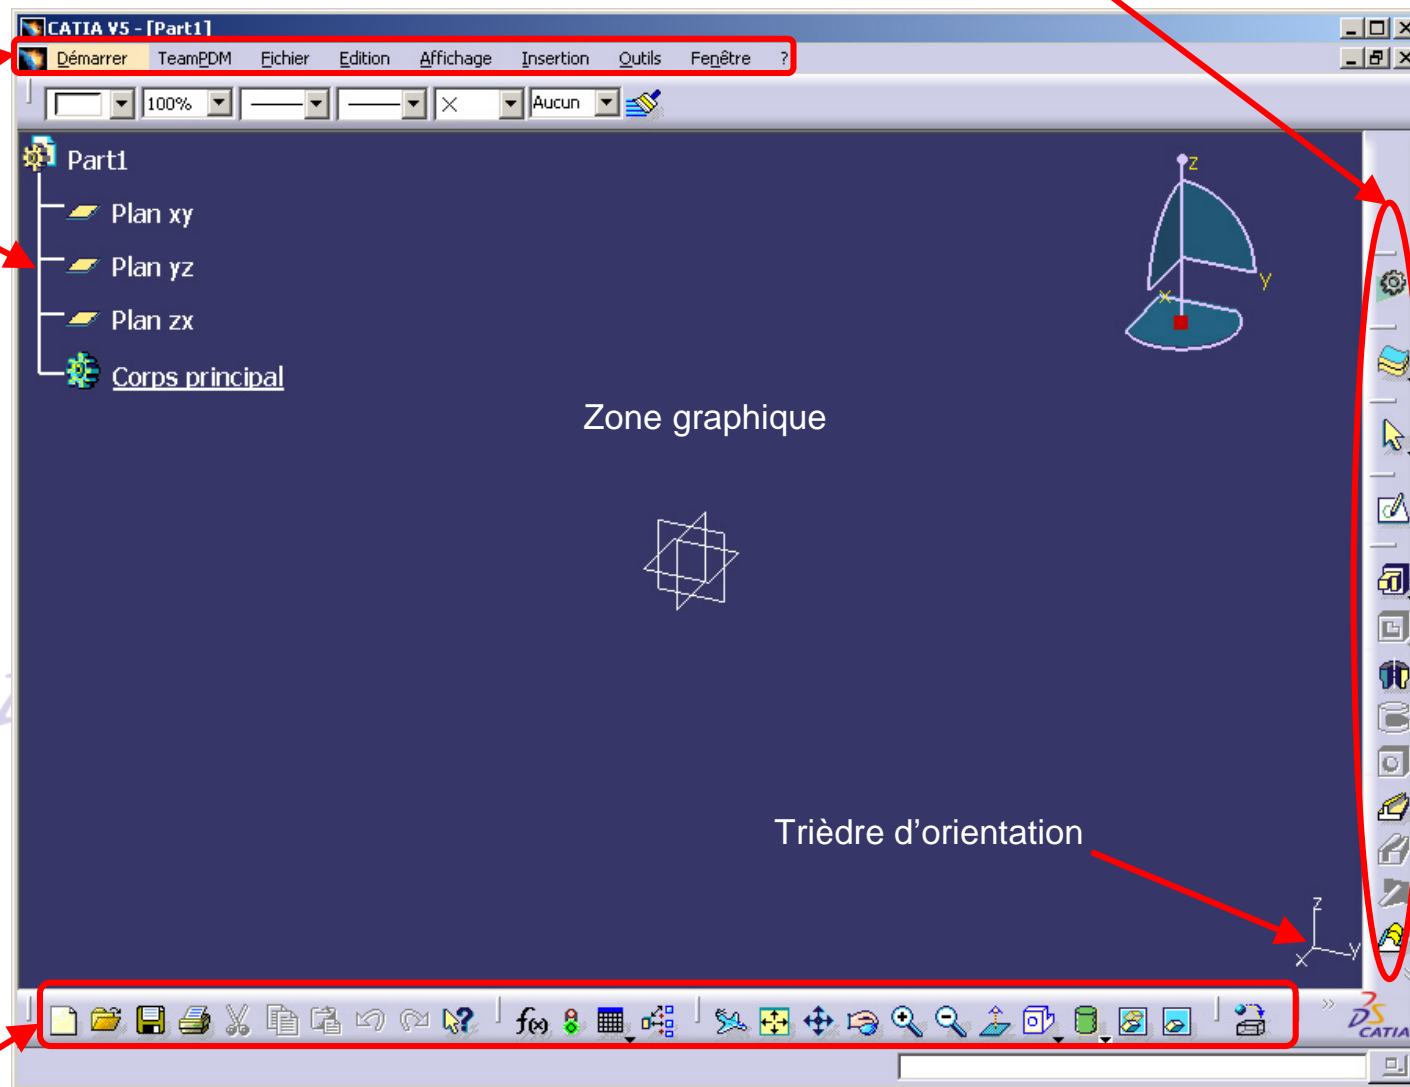 CATIA V5 - [Part1]
Démarrer TeamPDM Fichier Edition Affichage Insertion Outils Fenêtre ?
100% Aucun
Part1
Plan xy
Plan yz
Plan zx
Corps principal
z
y
x
Zone graphique
Trièdre d’orientation
z
y
x
f(x)
DS
CATIA